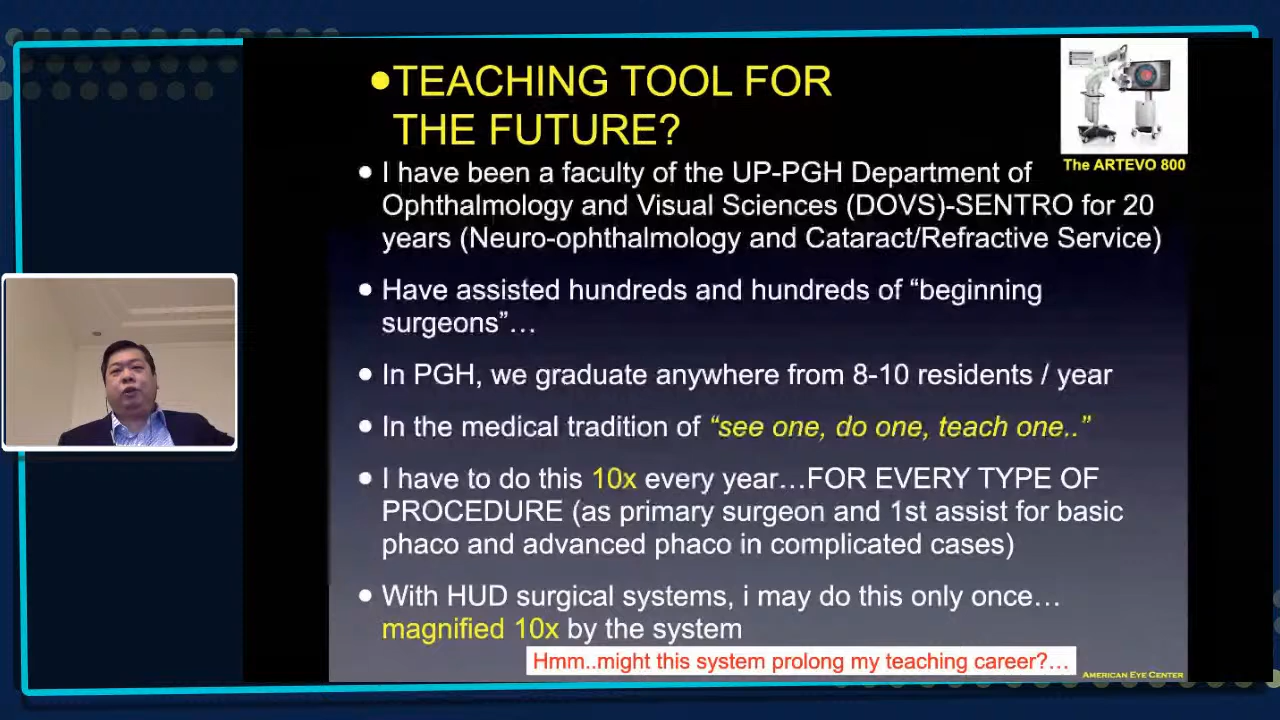 •TEACHING TOOL FOR
THE FUTURE?
The ARTEVO 800
• I have been a faculty of the UP-PGH Department of
Ophthalmology and Visual Sciences (DOVS)-SENTRO for 20
years (Neuro-ophthalmology and Cataract/Refractive Service)
• Have assisted hundreds and hundreds of “beginning
surgeons”…
• In PGH, we graduate anywhere from 8-10 residents / year
• In the medical tradition of “see one, do one, teach one..”
• I have to do this 10x every year…FOR EVERY TYPE OF
PROCEDURE (as primary surgeon and 1st assist for basic
phaco and advanced phaco in complicated cases)
• With HUD surgical systems, i may do this only once…
magnified 10x by the system
Hmm..might this system prolong my teaching career?…
AMERICAN EYE CENTER